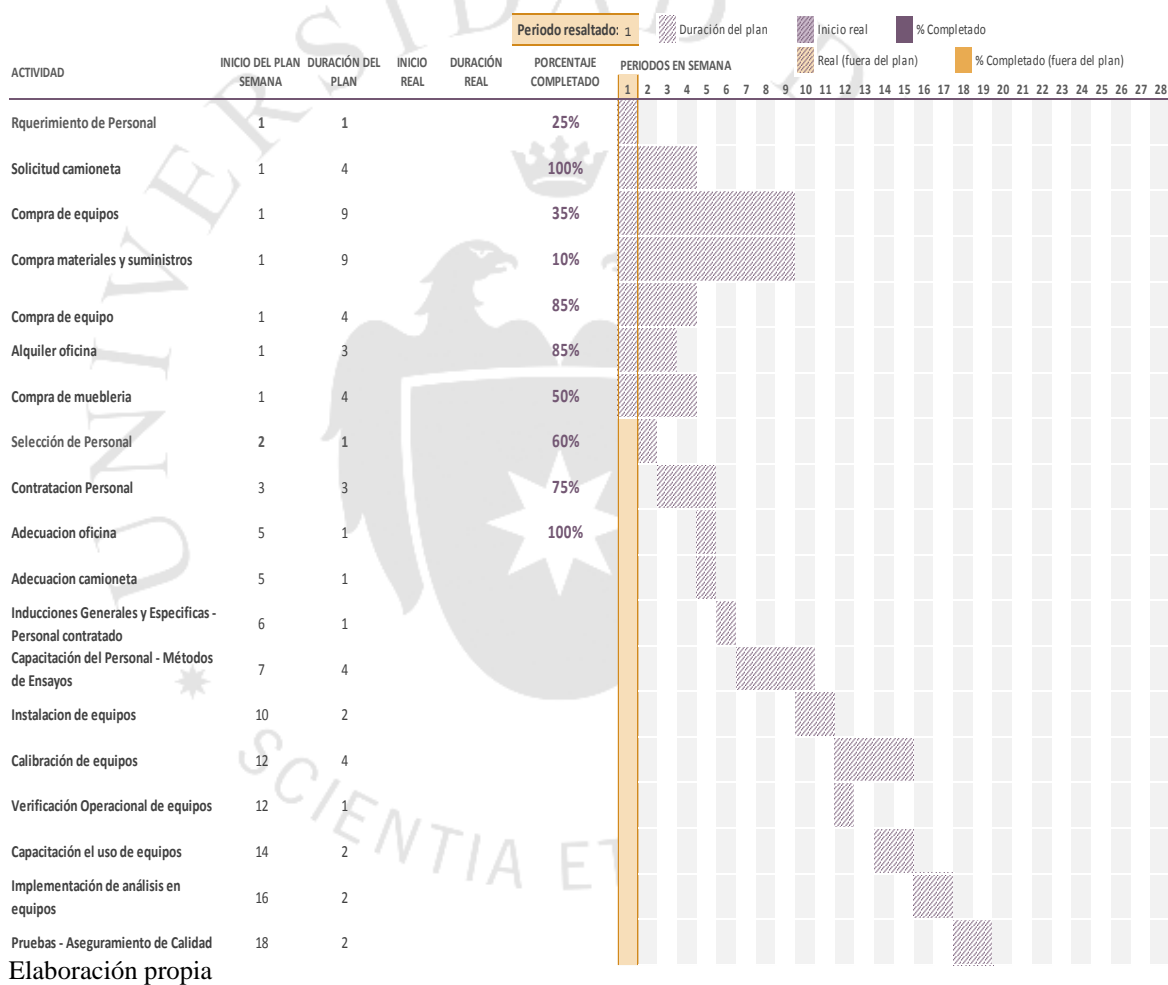 Periodo resaltado: 1 Duración del plan Inicio real % Completado
Real (fuera del plan) % Completado (fuera del plan)
ACTIVIDAD INICIO DEL PLAN SEMANA DURACIÓN DEL PLAN INICIO REAL DURACIÓN REAL PORCENTAJE COMPLETADO PERIODOS EN SEMANA
1 2 3 4 5 6 7 8 9 10 11 12 13 14 15 16 17 18 19 20 21 22 23 24 25 26 27 28
Rquerimiento de Personal 1 1 25%
Solicitud camioneta 1 4 100%
Compra de equipos 1 9 35%
Compra materiales y suministros 1 9 10%
Compra de equipo 1 4 85%
Alquiler oficina 1 3 85%
Compra de muebleria 1 4 50%
Selección de Personal 2 1 60%
Contratacion Personal 3 3 75%
Adecuacion oficina 5 1 100%
Adecuacion camioneta 5 1
Inducciones Generales y Especificas -
Personal contratado 6 1
Capacitación del Personal - Métodos
de Ensayos 7 4
Instalacion de equipos 10 2
Calibración de equipos 12 4
Verificación Operacional de equipos 12 1
Capacitación el uso de equipos 14 2
Implementación de análisis en
equipos 16 2
Pruebas - Aseguramiento de Calidad 18 2
Elaboración propia
UNIVERSIDAD D
SCIENTIA ET